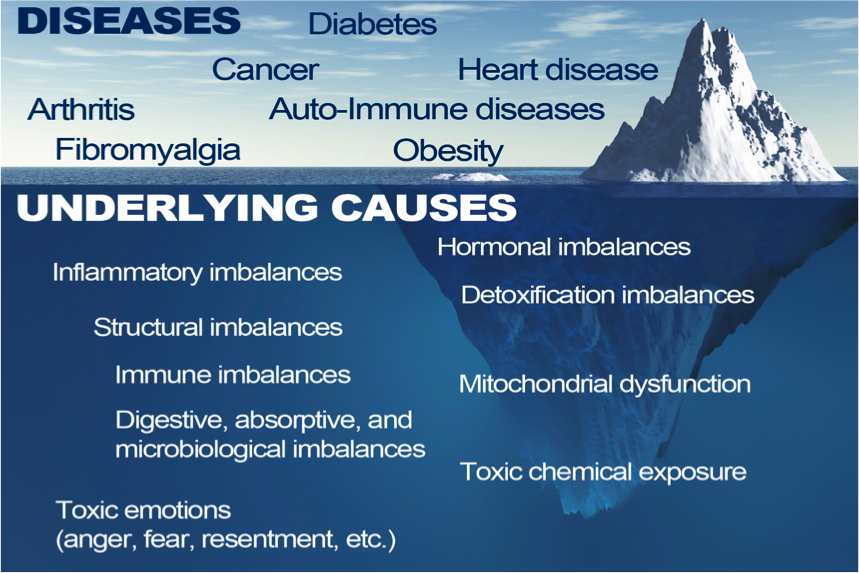 DISEASES
Diabetes
Cancer
Heart disease
Arthritis
Auto-Immune diseases
Fibromyalgia
Obesity
UNDERLYING CAUSES
Hormonal imbalances
Inflammatory imbalances
Detoxification imbalances
Structural imbalances
Immune imbalances
Mitochondrial dysfunction
Digestive, absorptive, and
microbiological imbalances
Toxic chemical exposure
Toxic emotions
(anger, fear, resentment, etc.)